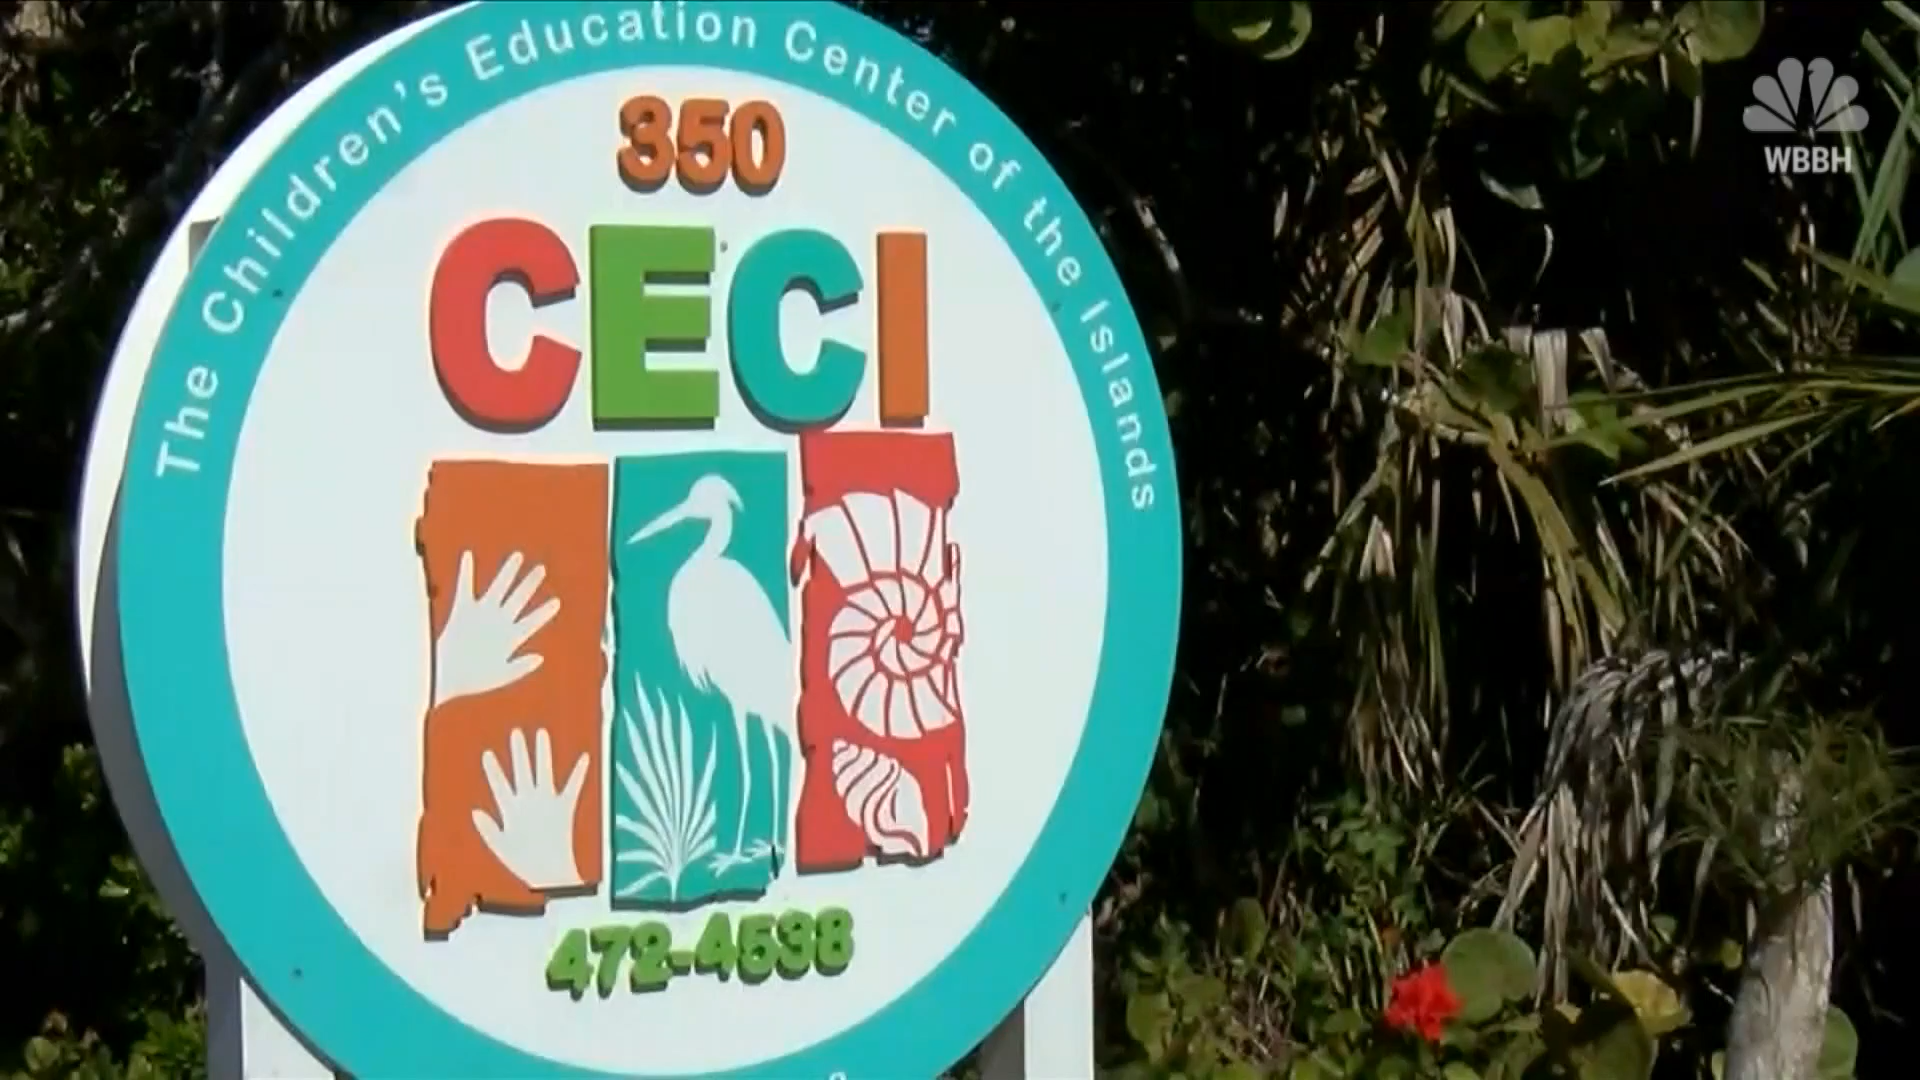 The Children's Education Center of the Islands
350
CECI
472-4538
WBBH